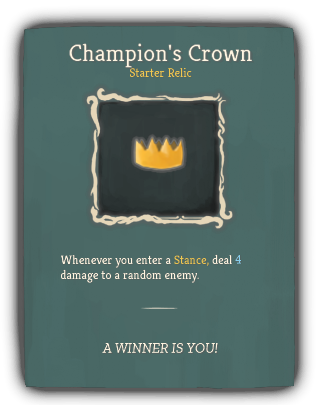 Champion's Crown
Starter Relic
Whenever you enter a Stance, deal 4
damage to a random enemy.
A WINNER IS YOU!